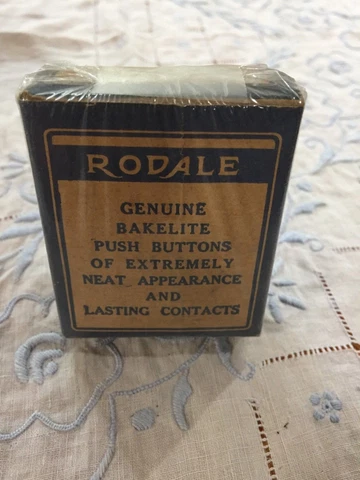 RODALE
GENUINE
BAKELITE
PUSH BUTTONS
OF EXTREMELY
NEAT APPEARANCE
AND
LASTING CONTACTS